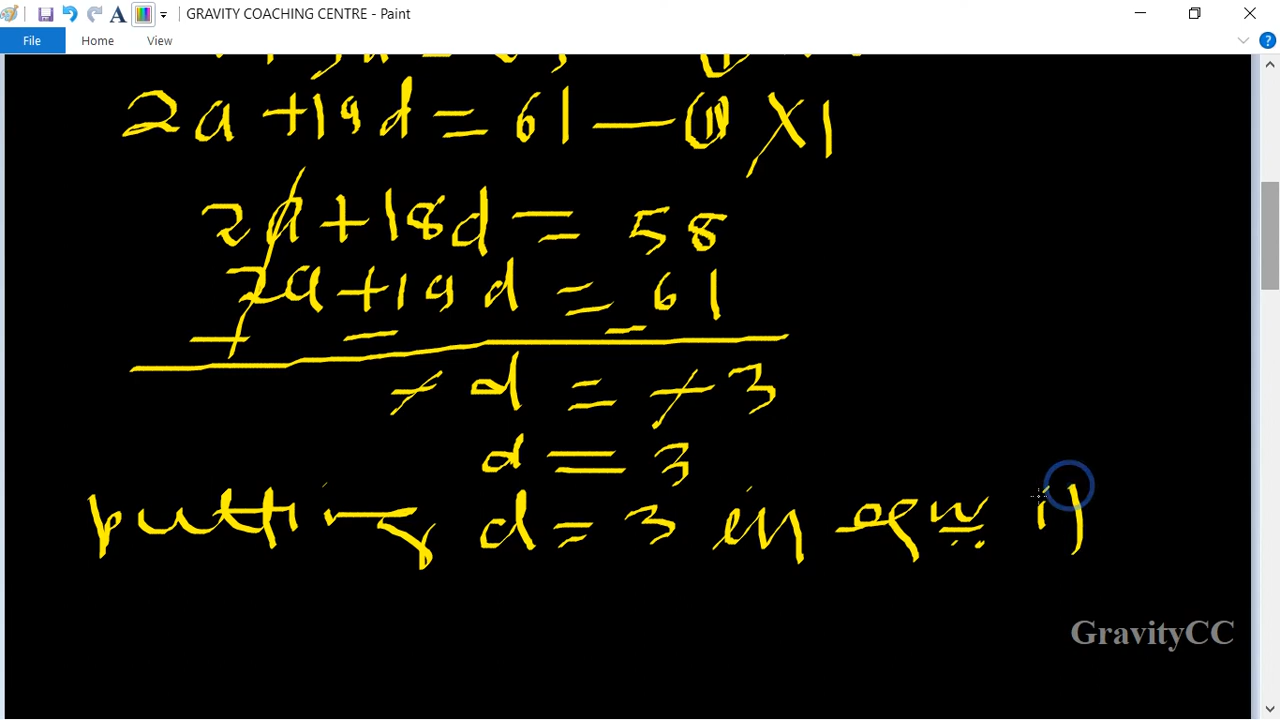 GRAVITY COACHING CENTRE - Paint
File Home View
2a+19d = 61 — (ii) X1
2a+18d = 58
2a+19d = 61
- - -
- d = - 3
d = 3
putting d = 3 in eqn i)
GravityCC